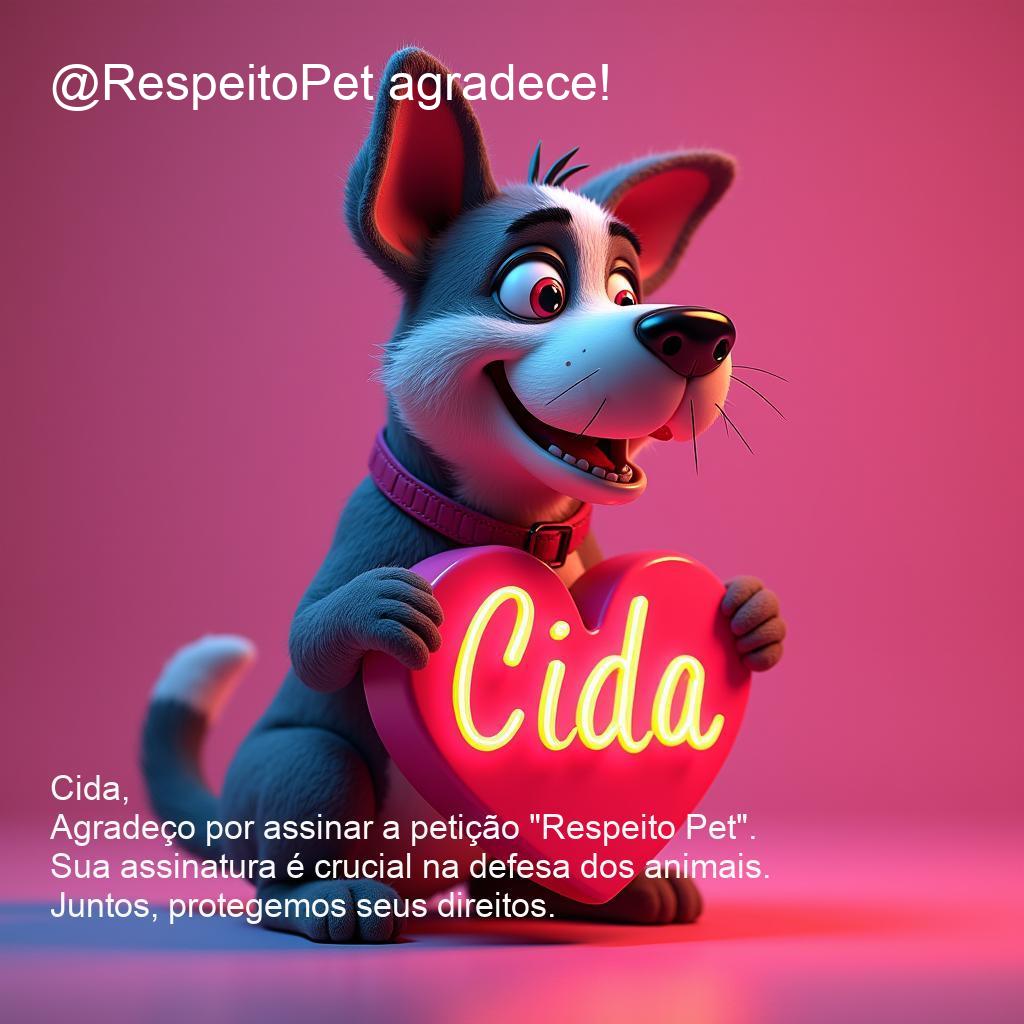 @RespeitoPet agradece!
Cida
Cida,
Agradeço por assinar a petição "Respeito Pet".
Sua assinatura é crucial na defesa dos animais.
Juntos, protegemos seus direitos.